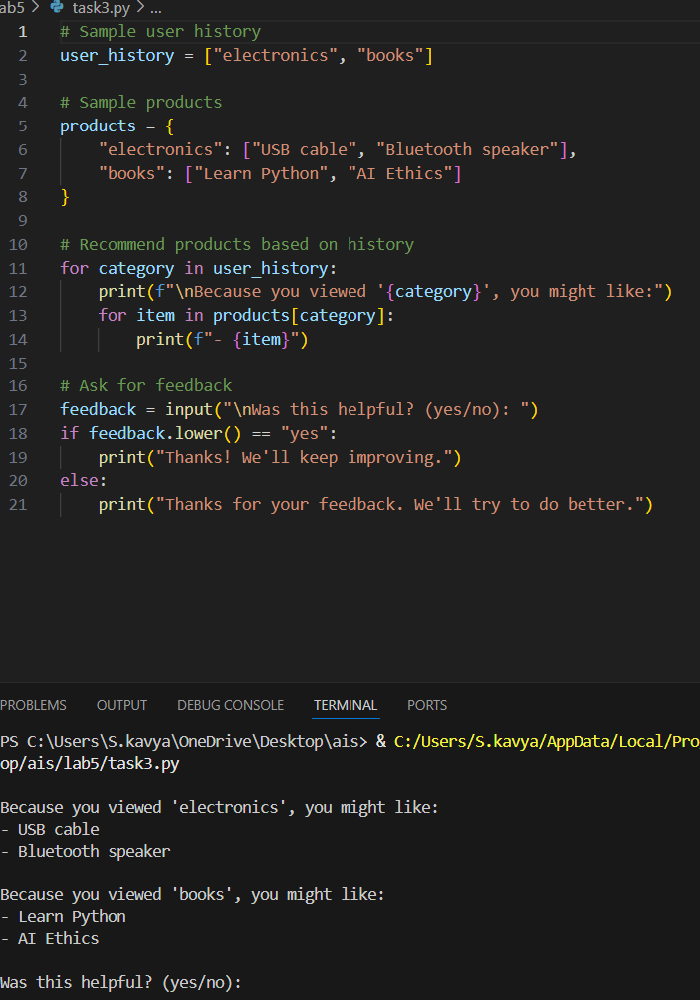 ab5 > task3.py > ...
1 # Sample user history
2 user_history = ["electronics", "books"]
3
4 # Sample products
5 products = {
6     "electronics": ["USB cable", "Bluetooth speaker"],
7     "books": ["Learn Python", "AI Ethics"]
8 }
9
10 # Recommend products based on history
11 for category in user_history:
12     print(f"\nBecause you viewed '{category}', you might like:")
13     for item in products[category]:
14         print(f"- {item}")
15
16 # Ask for feedback
17 feedback = input("\nWas this helpful? (yes/no): ")
18 if feedback.lower() == "yes":
19     print("Thanks! We'll keep improving.")
20 else:
21     print("Thanks for your feedback. We'll try to do better.")
PROBLEMS OUTPUT DEBUG CONSOLE TERMINAL PORTS
PS C:\Users\S.kavya\OneDrive\Desktop\ais> & C:/Users/S.kavya/AppData/Local/Pro
op/ais/lab5/task3.py
Because you viewed 'electronics', you might like:
- USB cable
- Bluetooth speaker
Because you viewed 'books', you might like:
- Learn Python
- AI Ethics
Was this helpful? (yes/no):